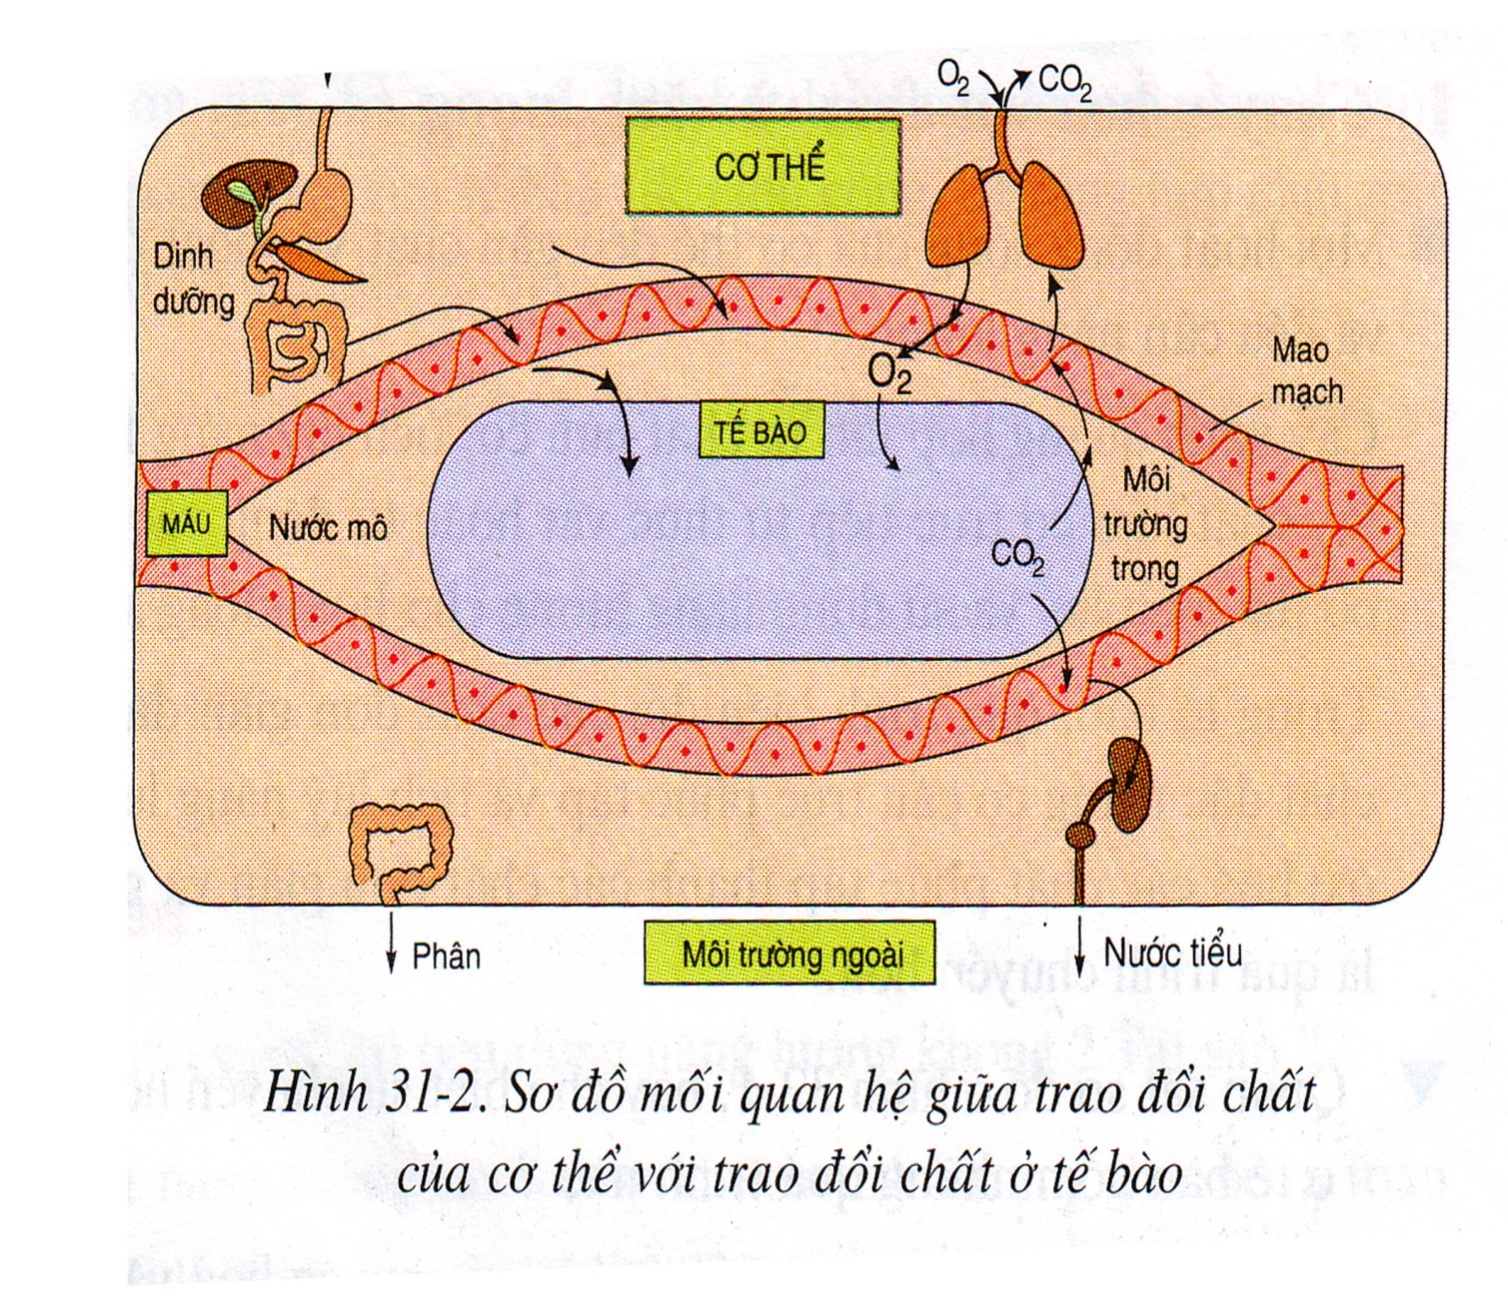 O₂ CO₂
CƠ THỂ
Dinh
dưỡng
Mao
mạch
O₂
TẾ BÀO
MÁU
Nước mô
CO₂
Môi
trường
trong
Phân
Môi trường ngoài
Nước tiểu
Hình 31-2. Sơ đồ mối quan hệ giữa trao đổi chất
của cơ thể với trao đổi chất ở tế bào